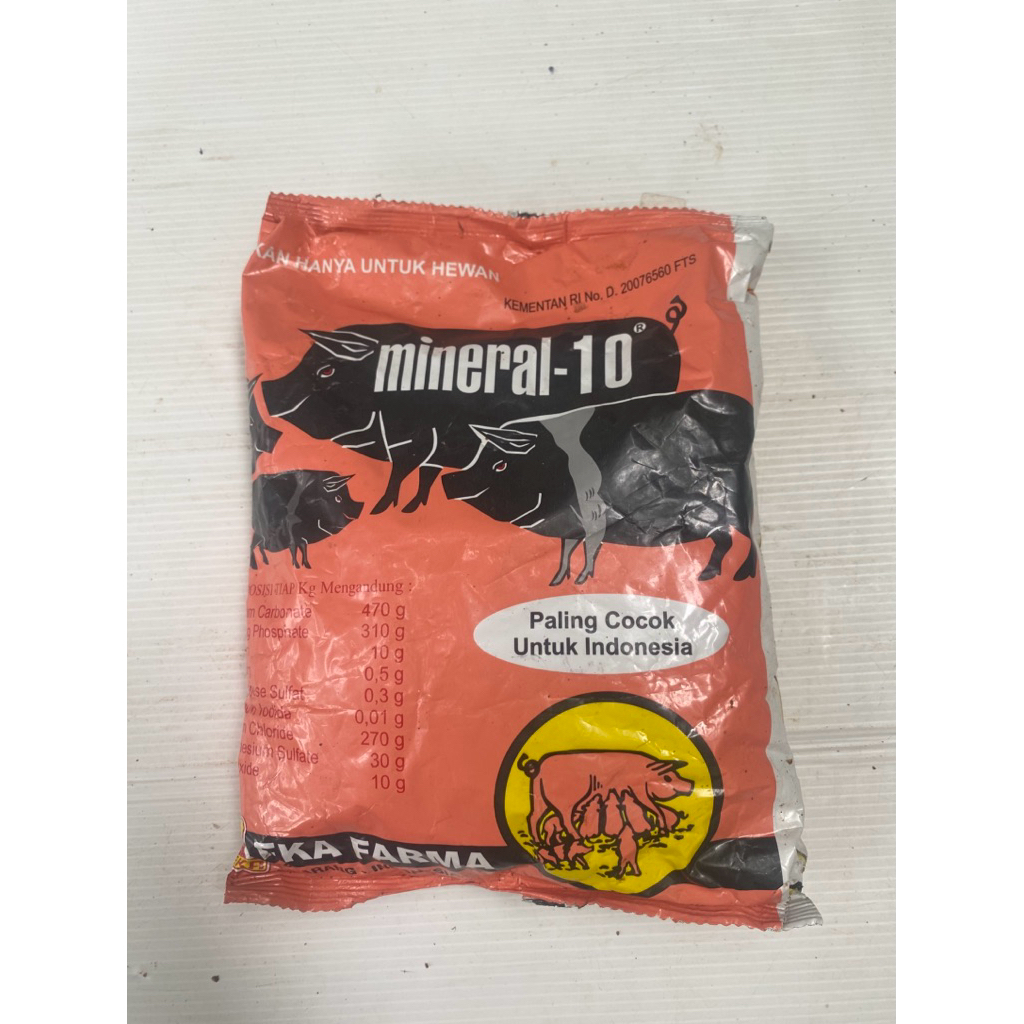 HANYA UNTUK HEWAN
KEMENTAN RI No. D. 20076560 FTS
mineral-10®
TIAP Kg Mengandung :
Carbonate 470 g
Phosphate 310 g
10 g
0,5 g
Sulfat 0,3 g
Iodida 0,01 g
Chloride 270 g
Sulfate 30 g
10 g
Paling Cocok
Untuk Indonesia
EKA FARMA